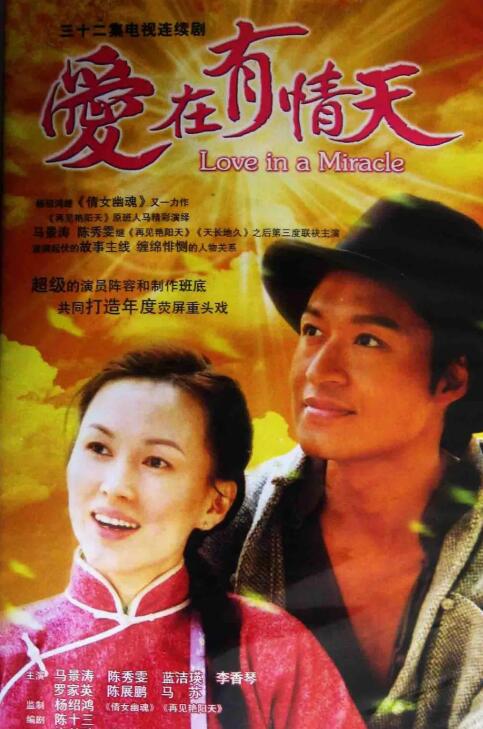 三十二集电视连续剧
愛在有情天
Love in a Miracle
杨绍鸿继《倩女幽魂》又一力作
《再见艳阳天》原班人马精彩演绎
马景涛 陈秀雯继《再见艳阳天》《天长地久》之后第三度联袂主演
起伏的故事主线 缠绵悱恻的人物关系
超级的演员阵容和制作班底
共同打造年度荧屏重头戏
主演 马景涛 陈秀雯 蓝洁瑛 李香琴
罗家英 陈展鹏 马苏
监制 杨绍鸿 《倩女幽魂》《再见艳阳天》
编剧 陈十三